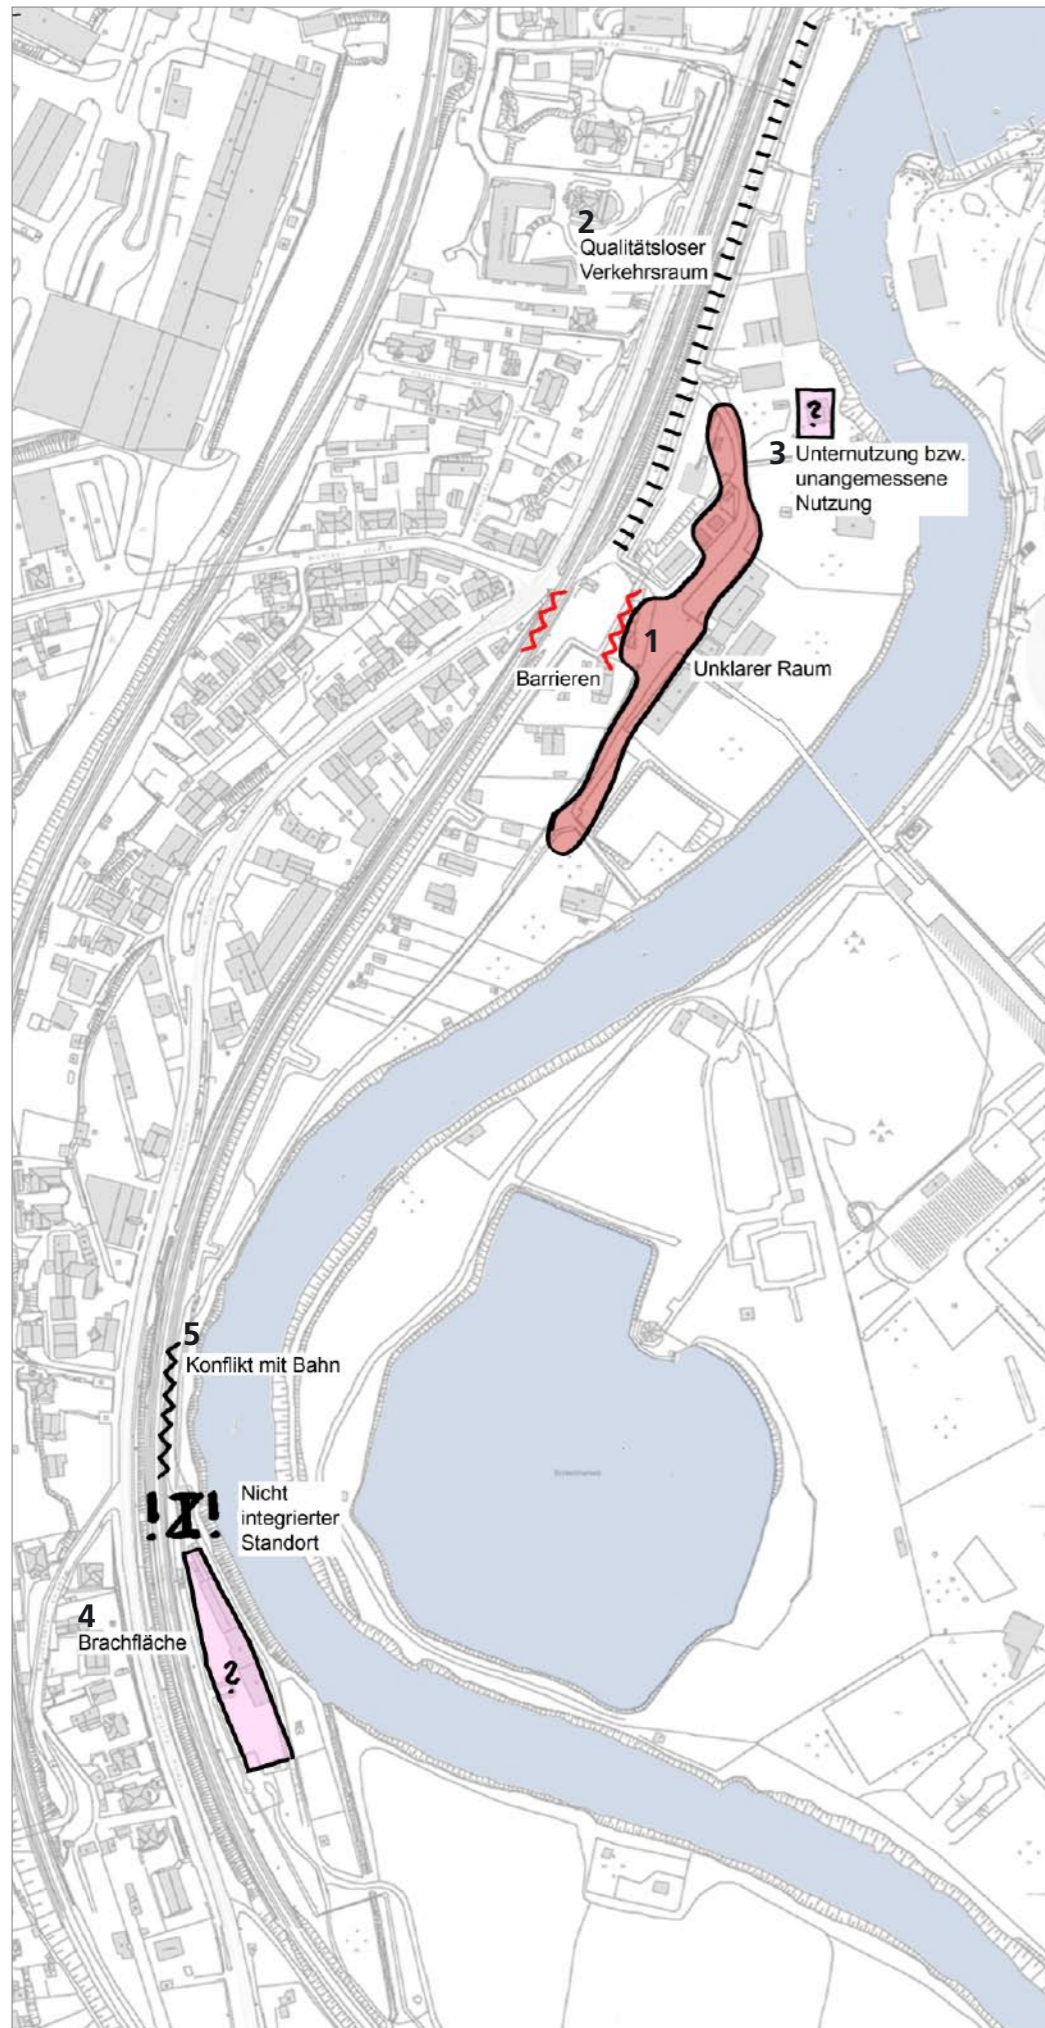 2
Qualitätsloser
Verkehrsraum
?
3 Unternutzung bzw.
unangemessene
Nutzung
1
Barrieren
Unklarer Raum
5
Konflikt mit Bahn
Nicht
integrierter
Standort
4
Brachfläche
?